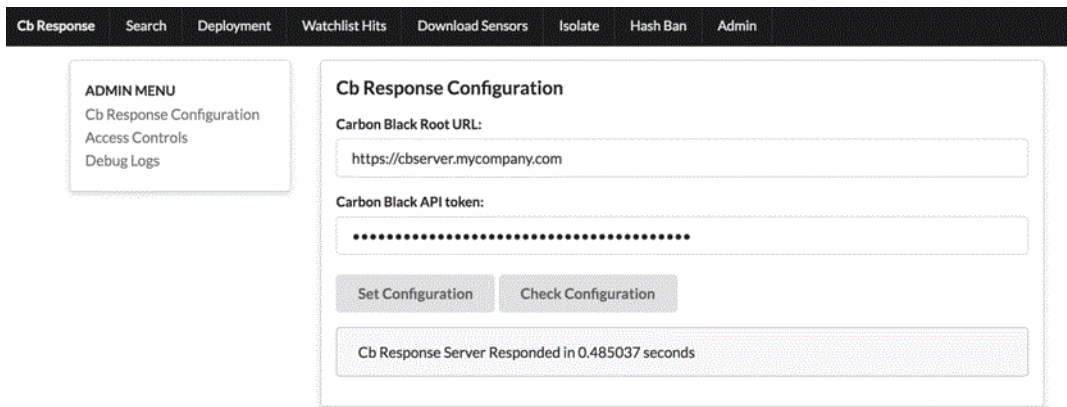 Cb Response Search Deployment Watchlist Hits Download Sensors Isolate Hash Ban Admin
ADMIN MENU
Cb Response Configuration
Access Controls
Debug Logs
Cb Response Configuration
Carbon Black Root URL:
https://cbserver.mycompany.com
Carbon Black API token:
••••••••••••••••••••••••••••••••••••••••
Set Configuration Check Configuration
Cb Response Server Responded in 0.485037 seconds